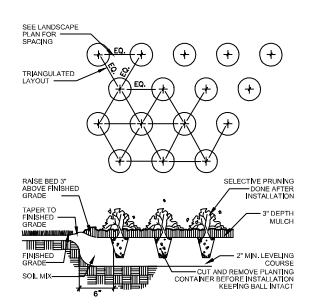 SEE LANDSCAPE
PLAN FOR
SPACING
EQ.
EQ.
EQ.
EQ.
TRIANGULATED
LAYOUT
RAISE BED 3"
ABOVE FINISHED
GRADE
TAPER TO
FINISHED
GRADE
FINISHED
GRADE
SOIL MIX
6"
SELECTIVE PRUNING
DONE AFTER
INSTALLATION
3" DEPTH
MULCH
2" MIN. LEVELING
COURSE
CUT AND REMOVE PLANTING
CONTAINER BEFORE INSTALLATION
KEEPING BALL INTACT